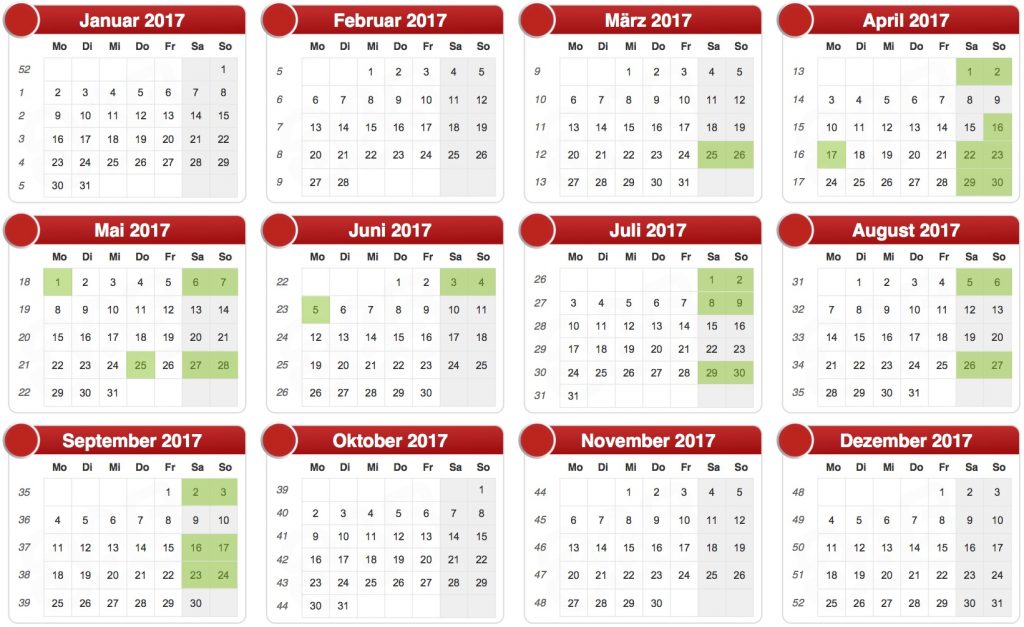 Januar 2017
Mo Di Mi Do Fr Sa So
52 1
1 2 3 4 5 6 7 8
2 9 10 11 12 13 14 15
3 16 17 18 19 20 21 22
4 23 24 25 26 27 28 29
5 30 31
Februar 2017
Mo Di Mi Do Fr Sa So
5 1 2 3 4 5
6 6 7 8 9 10 11 12
7 13 14 15 16 17 18 19
8 20 21 22 23 24 25 26
9 27 28
März 2017
Mo Di Mi Do Fr Sa So
9 1 2 3 4 5
10 6 7 8 9 10 11 12
11 13 14 15 16 17 18 19
12 20 21 22 23 24 25 26
13 27 28 29 30 31
April 2017
Mo Di Mi Do Fr Sa So
13 1 2
14 3 4 5 6 7 8 9
15 10 11 12 13 14 15 16
16 17 18 19 20 21 22 23
17 24 25 26 27 28 29 30
Mai 2017
Mo Di Mi Do Fr Sa So
18 1 2 3 4 5 6 7
19 8 9 10 11 12 13 14
20 15 16 17 18 19 20 21
21 22 23 24 25 26 27 28
22 29 30 31
Juni 2017
Mo Di Mi Do Fr Sa So
22 1 2 3 4
23 5 6 7 8 9 10 11
24 12 13 14 15 16 17 18
25 19 20 21 22 23 24 25
26 26 27 28 29 30
Juli 2017
Mo Di Mi Do Fr Sa So
26 1 2
27 3 4 5 6 7 8 9
28 10 11 12 13 14 15 16
29 17 18 19 20 21 22 23
30 24 25 26 27 28 29 30
31 31
August 2017
Mo Di Mi Do Fr Sa So
31 1 2 3 4 5 6
32 7 8 9 10 11 12 13
33 14 15 16 17 18 19 20
34 21 22 23 24 25 26 27
35 28 29 30 31
September 2017
Mo Di Mi Do Fr Sa So
35 1 2 3
36 4 5 6 7 8 9 10
37 11 12 13 14 15 16 17
38 18 19 20 21 22 23 24
39 25 26 27 28 29 30
Oktober 2017
Mo Di Mi Do Fr Sa So
39 1
40 2 3 4 5 6 7 8
41 9 10 11 12 13 14 15
42 16 17 18 19 20 21 22
43 23 24 25 26 27 28 29
44 30 31
November 2017
Mo Di Mi Do Fr Sa So
44 1 2 3 4 5
45 6 7 8 9 10 11 12
46 13 14 15 16 17 18 19
47 20 21 22 23 24 25 26
48 27 28 29 30
Dezember 2017
Mo Di Mi Do Fr Sa So
48 1 2 3
49 4 5 6 7 8 9 10
50 11 12 13 14 15 16 17
51 18 19 20 21 22 23 24
52 25 26 27 28 29 30 31